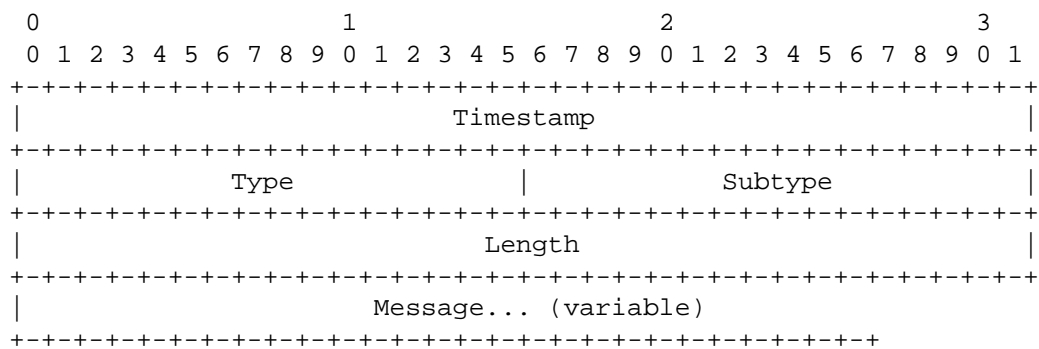 0                   1                   2                   3
 0 1 2 3 4 5 6 7 8 9 0 1 2 3 4 5 6 7 8 9 0 1 2 3 4 5 6 7 8 9 0 1
+-+-+-+-+-+-+-+-+-+-+-+-+-+-+-+-+-+-+-+-+-+-+-+-+-+-+-+-+-+-+-+-+
|                           Timestamp                           |
+-+-+-+-+-+-+-+-+-+-+-+-+-+-+-+-+-+-+-+-+-+-+-+-+-+-+-+-+-+-+-+-+
|             Type              |            Subtype            |
+-+-+-+-+-+-+-+-+-+-+-+-+-+-+-+-+-+-+-+-+-+-+-+-+-+-+-+-+-+-+-+-+
|                             Length                            |
+-+-+-+-+-+-+-+-+-+-+-+-+-+-+-+-+-+-+-+-+-+-+-+-+-+-+-+-+-+-+-+-+
|                      Message... (variable)
+-+-+-+-+-+-+-+-+-+-+-+-+-+-+-+-+-+-+-+-+-+-+-+-+-+-+-+